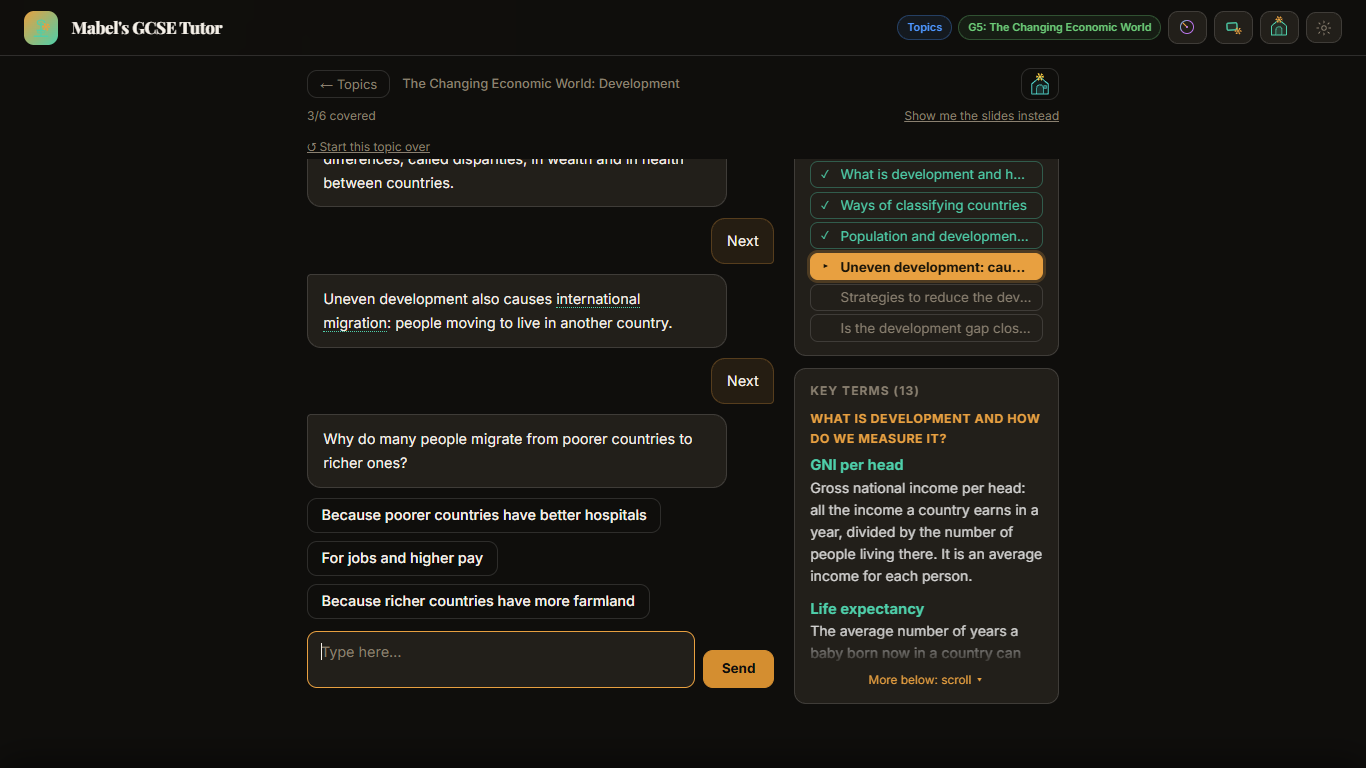 Mabel's GCSE Tutor
Topics
G5: The Changing Economic World
← Topics
The Changing Economic World: Development
3/6 covered
Show me the slides instead
↺ Start this topic over
differences, called disparities, in wealth and in health
between countries.
Next
Uneven development also causes international
migration: people moving to live in another country.
Next
Why do many people migrate from poorer countries to
richer ones?
Because poorer countries have better hospitals
For jobs and higher pay
Because richer countries have more farmland
Type here...
Send
✓ What is development and h...
✓ Ways of classifying countries
✓ Population and developmen...
▸ Uneven development: cau...
Strategies to reduce the dev...
Is the development gap clos...
KEY TERMS (13)
WHAT IS DEVELOPMENT AND HOW
DO WE MEASURE IT?
GNI per head
Gross national income per head:
all the income a country earns in a
year, divided by the number of
people living there. It is an average
income for each person.
Life expectancy
The average number of years a
baby born now in a country can
More below: scroll ▾